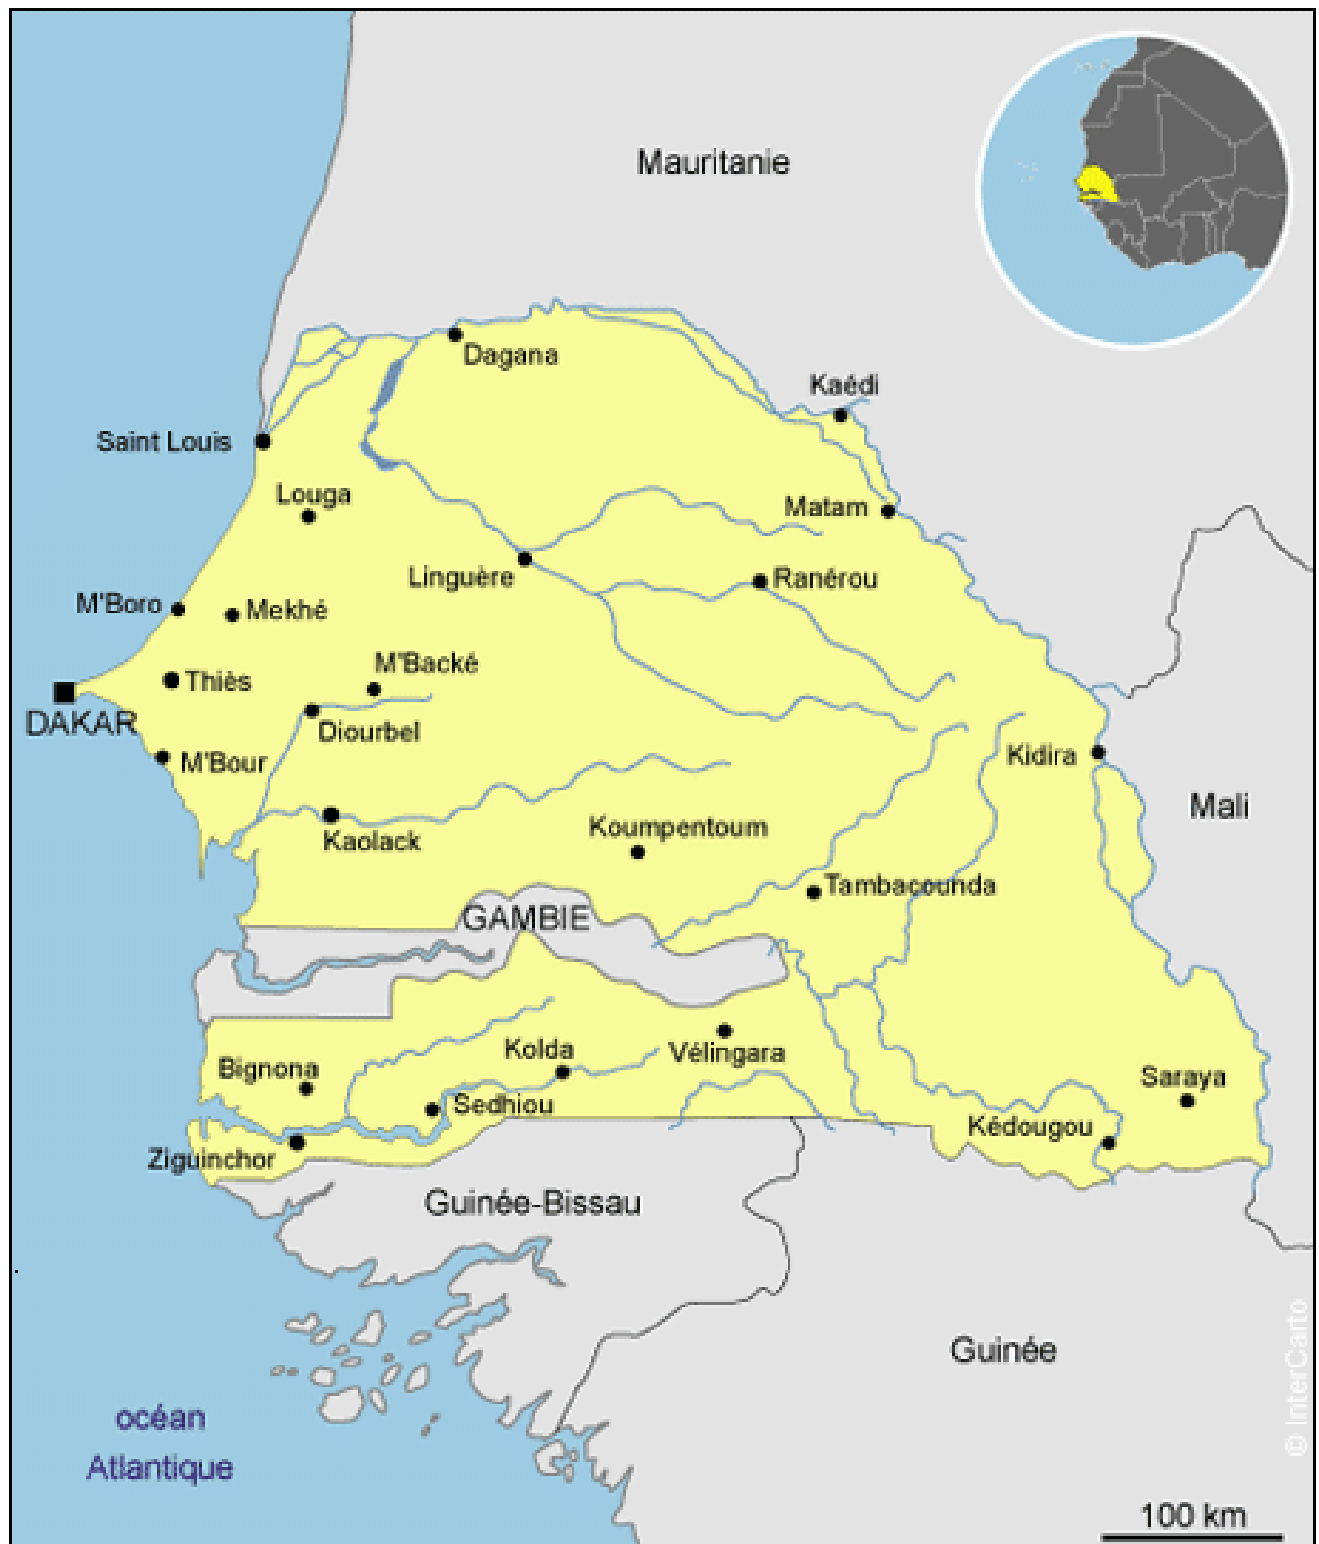 Mauritanie
Dagana
Kaédi
Saint Louis
Louga
Matam
Linguère
Ranérou
M'Boro
Mekhé
M'Backé
Thiès
DAKAR
Diourbel
M'Bour
Kidira
Mali
Koumpentoum
Kaolack
Tambacounda
GAMBIE
Kolda
Vélingara
Bignona
Saraya
Sedhiou
Kédougou
Ziguinchor
Guinée-Bissau
Guinée
océan
Atlantique
© InterCarto
100 km